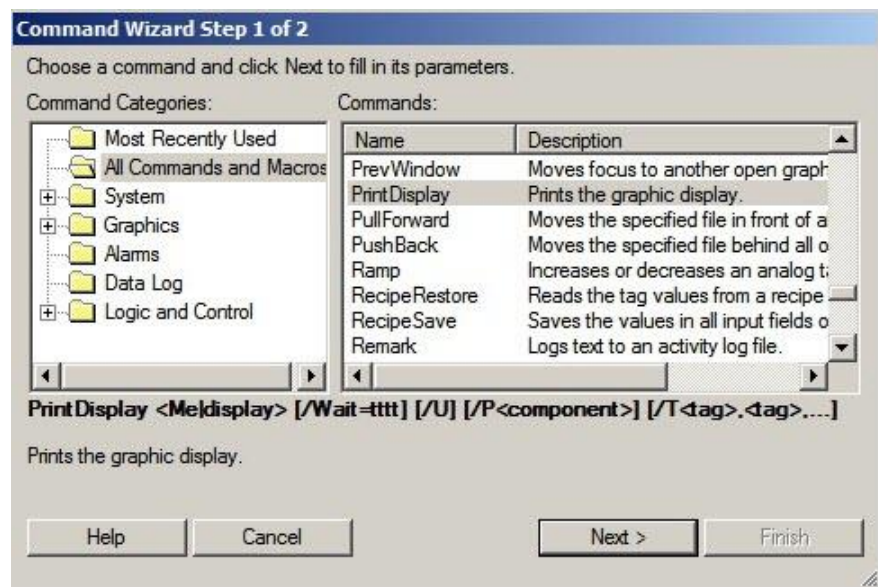 Command Wizard Step 1 of 2
Choose a command and click Next to fill in its parameters.
Command Categories:
Commands:
Most Recently Used
All Commands and Macros
System
Graphics
Alarms
Data Log
Logic and Control
Name Description
PrevWindow Moves focus to another open graph
PrintDisplay Prints the graphic display.
PullForward Moves the specified file in front of a
PushBack Moves the specified file behind all o
Ramp Increases or decreases an analog ta
RecipeRestore Reads the tag values from a recipe
RecipeSave Saves the values in all input fields o
Remark Logs text to an activity log file.
PrintDisplay <Me|display> [/Wait=tttt] [/U] [/P<component>] [/T<tag>,<tag>,...]
Prints the graphic display.
Help Cancel Next > Finish